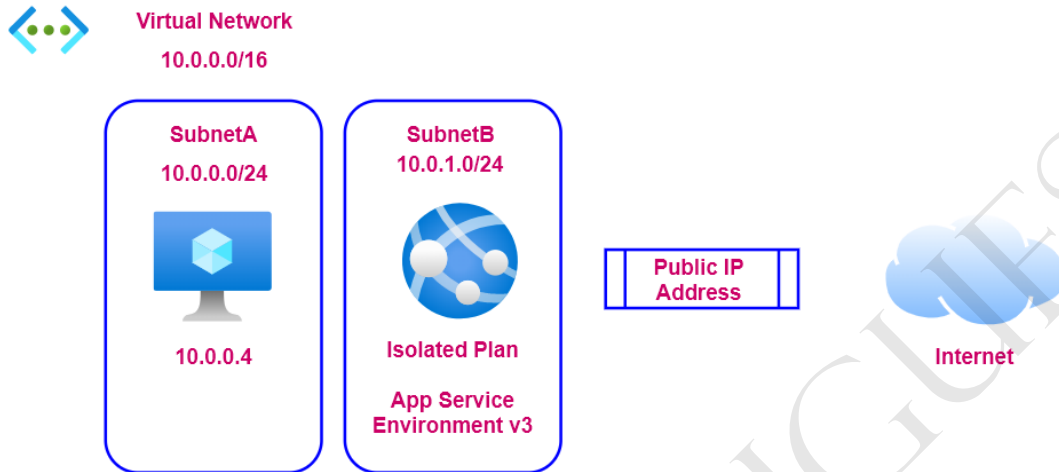 Virtual Network
10.0.0.0/16
SubnetA
10.0.0.0/24
10.0.0.4
SubnetB
10.0.1.0/24
Isolated Plan
App Service
Environment v3
Public IP
Address
Internet